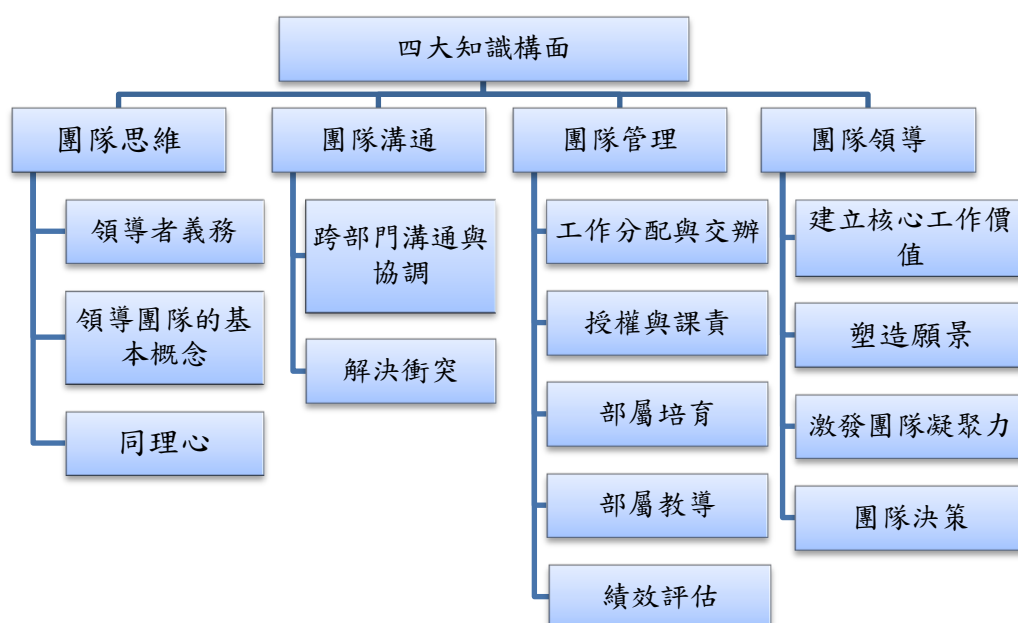 四大知識構面
團隊思維
領導者義務
領導團隊的基
本概念
同理心
團隊溝通
跨部門溝通與
協調
解決衝突
團隊管理
工作分配與交辦
授權與課責
部屬培育
部屬教導
績效評估
團隊領導
建立核心工作價
值
塑造願景
激發團隊凝聚力
團隊決策